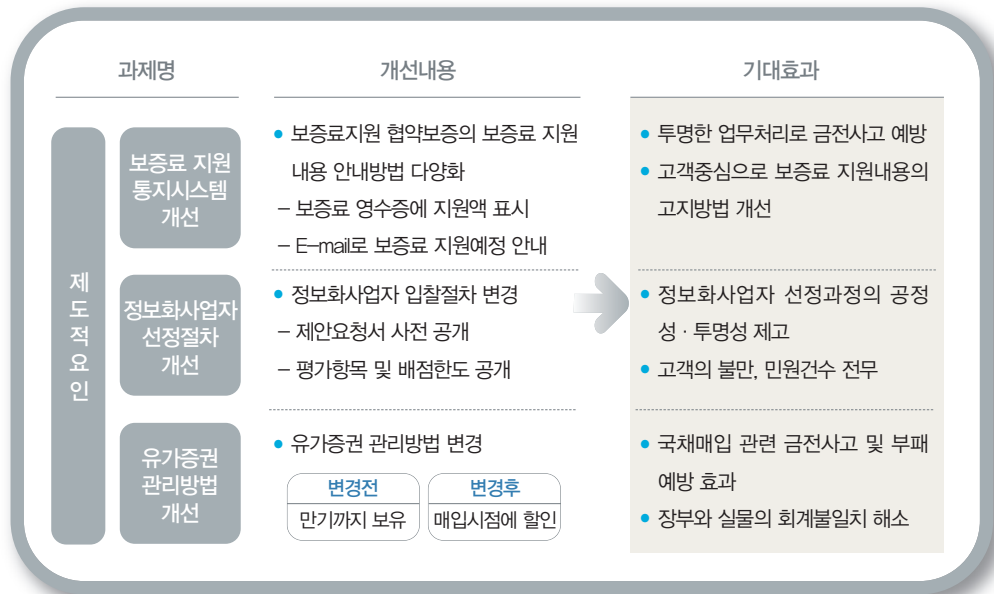 과제명
개선내용
기대효과
제도적요인
보증료 지원
통지시스템
개선
● 보증료지원 협약보증의 보증료 지원
내용 안내방법 다양화
– 보증료 영수증에 지원액 표시
– E-mail로 보증료 지원예정 안내
● 투명한 업무처리로 금전사고 예방
● 고객중심으로 보증료 지원내용의
고지방법 개선
정보화사업자
선정절차
개선
● 정보화사업자 입찰절차 변경
– 제안요청서 사전 공개
– 평가항목 및 배점한도 공개
● 정보화사업자 선정과정의 공정
성 · 투명성 제고
● 고객의 불만, 민원건수 전무
유가증권
관리방법
개선
● 유가증권 관리방법 변경
변경전
만기까지 보유
변경후
매입시점에 할인
● 국채매입 관련 금전사고 및 부패
예방 효과
● 장부와 실물의 회계불일치 해소